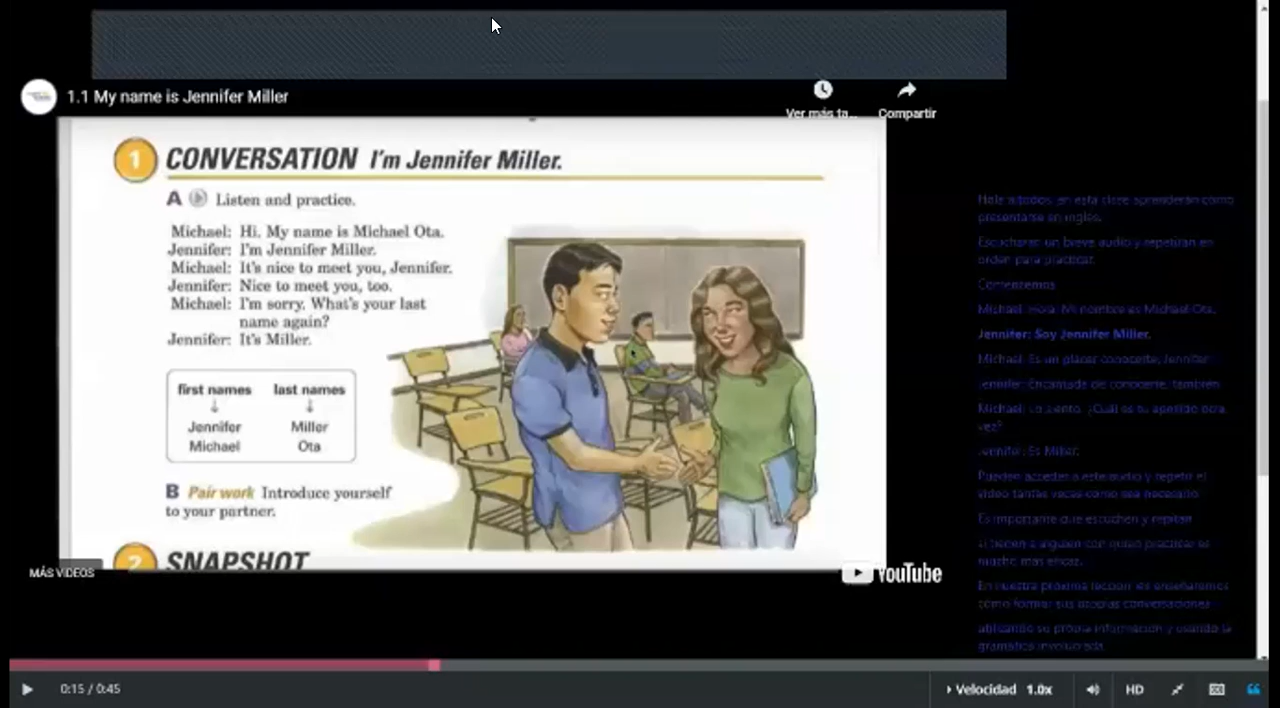 1.1 My name is Jennifer Miller
Ver más ta...
Compartir
1 CONVERSATION I'm Jennifer Miller.
A Listen and practice.
Michael: Hi. My name is Michael Ota.
Jennifer: I'm Jennifer Miller.
Michael: It's nice to meet you, Jennifer.
Jennifer: Nice to meet you, too.
Michael: I'm sorry. What's your last
name again?
Jennifer: It's Miller.
first names last names
Jennifer Miller
Michael Ota
B Pair work Introduce yourself
to your partner.
2 SNAPSHOT
MÁS VIDEOS
YouTube
Hola a todos, en esta clase aprenderán como
presentarse en inglés.
Escucharán un breve audio y repetirán en
orden para practicar.
Comencemos
Michael: Hola. Mi nombre es Michael Ota.
Jennifer: Soy Jennifer Miller.
Michael: Es un placer conocerte, Jennifer
Jennifer: Encantada de conocerte, también
Michael: Lo siento. ¿Cuál es tu apellido otra
vez?
Jennifer: Es Miller.
Pueden acceder a este audio y repetir el
video tantas veces como sea necesario
Es importante que escuchen y repitan
si tienen a alguien con quien practicar es
mucho más eficaz.
En nuestra próxima lección les enseñaremos
cómo formar sus propias conversaciones
utilizando su propia información y usando la
gramática involucrada.
0:15 / 0:45
Velocidad 1.0x
HD